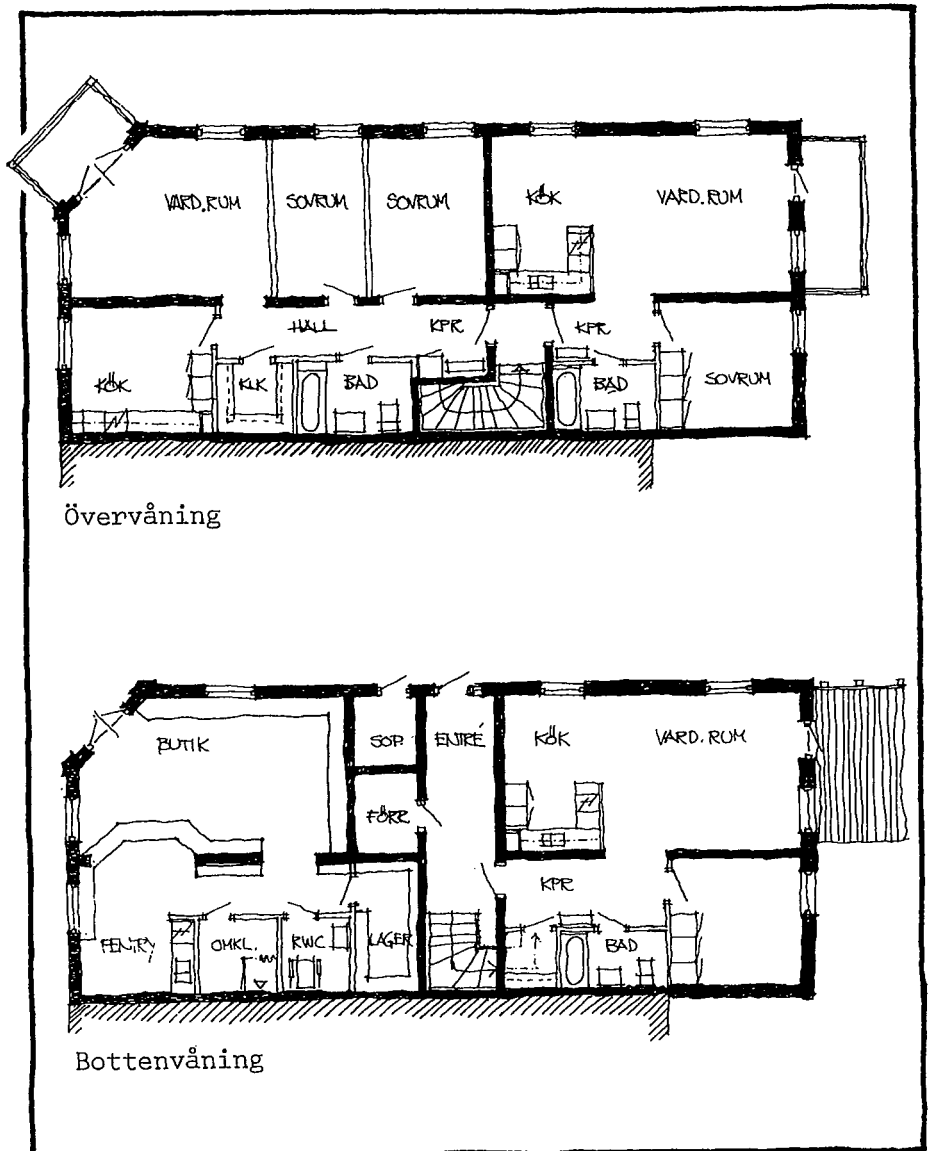 VARD.RUM
SOVRUM
SOVRUM
KÖK
VARD.RUM
HALL
KPR
KPR
KÖK
KLK
BAD
BAD
SOVRUM
Övervåning
BUTIK
SOP.
ENTRÉ
KÖK
VARD.RUM
FÖRR
KPR
PENTRY
OMKL.
RWC
LAGER
BAD
Bottenvåning